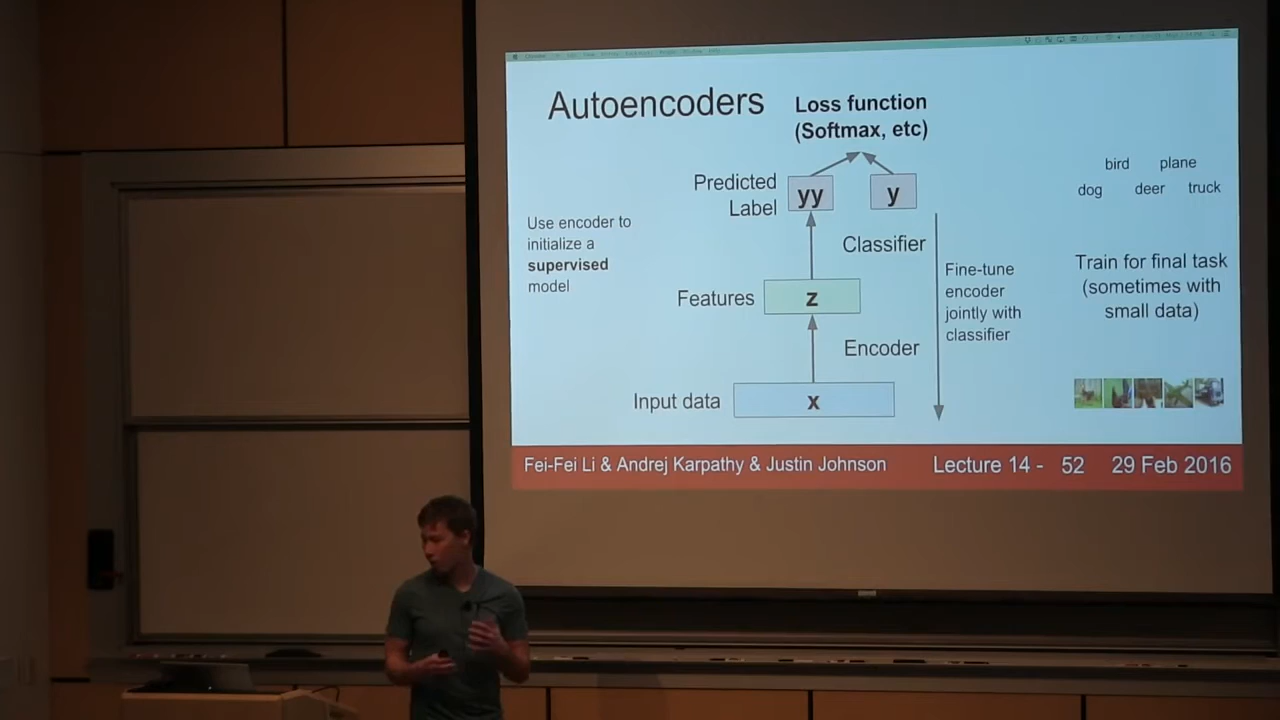 Autoencoders
Loss function
(Softmax, etc)
Predicted
Label
yy
y
bird plane
dog deer truck
Use encoder to
initialize a
supervised
model
Classifier
Features
z
Fine-tune
encoder
jointly with
classifier
Train for final task
(sometimes with
small data)
Encoder
Input data
x
Fei-Fei Li & Andrej Karpathy & Justin Johnson
Lecture 14 - 52 29 Feb 2016